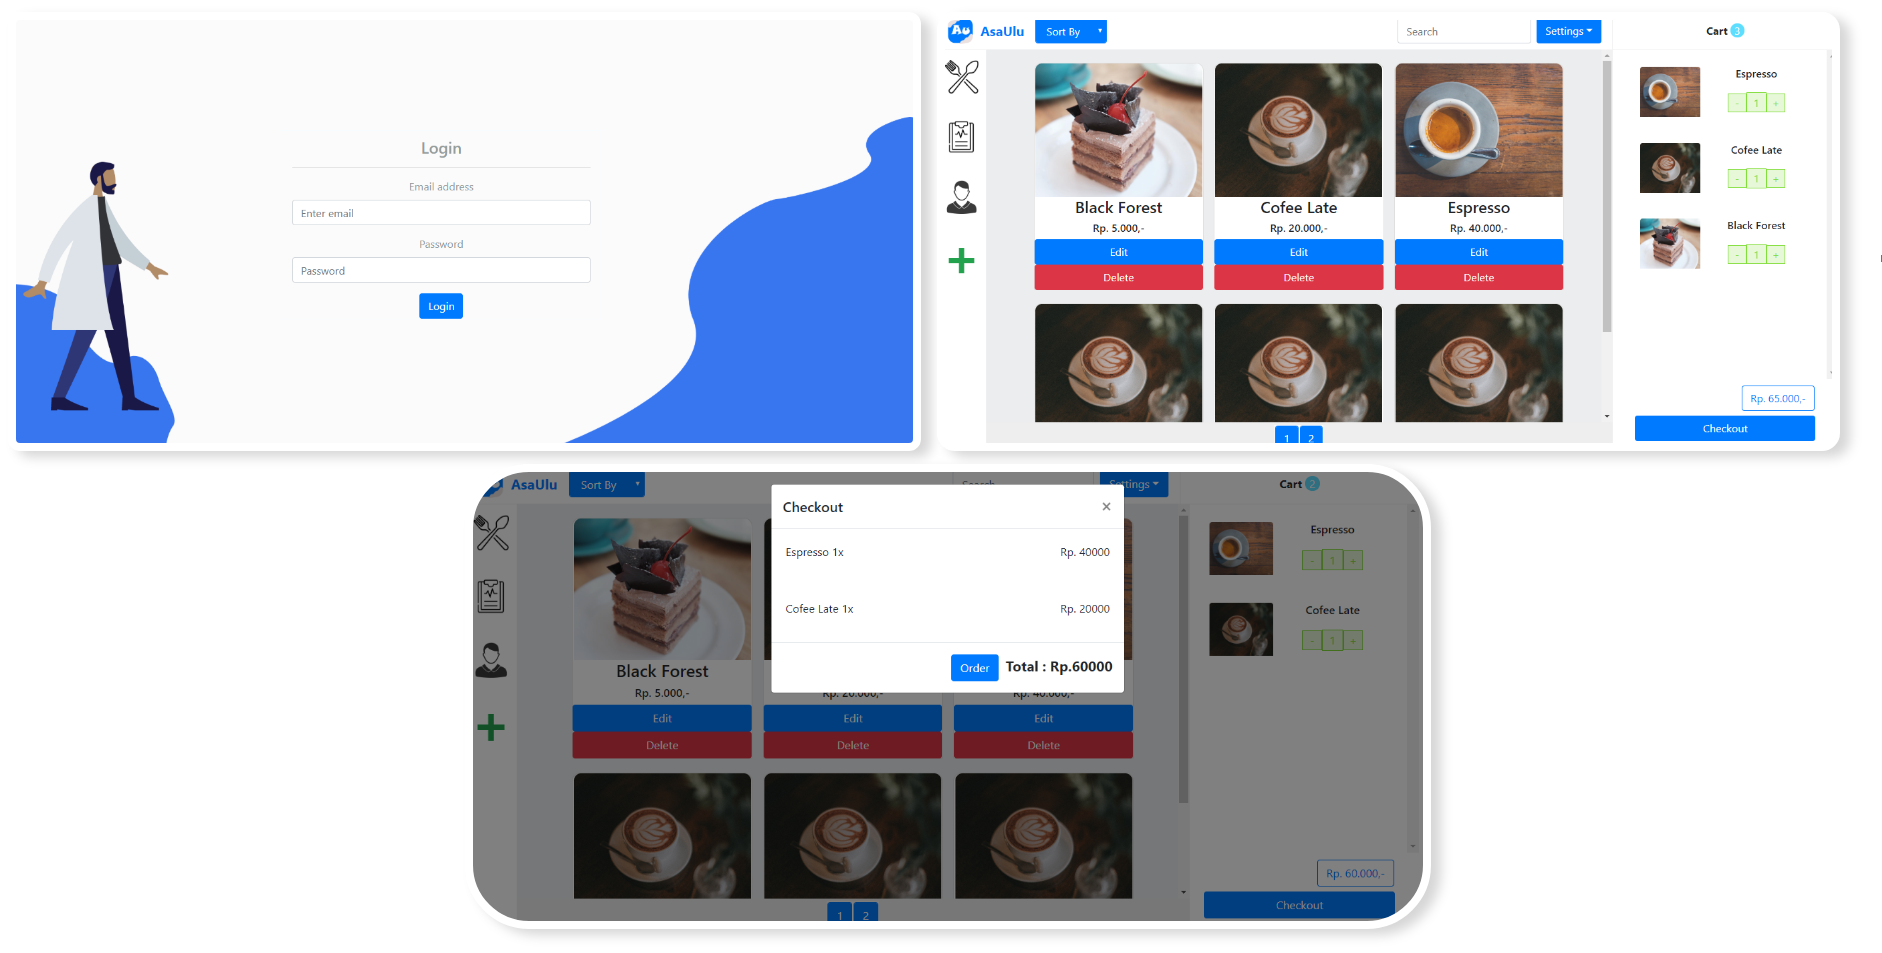 Login
Email address
Enter email
Password
Password
Login
Au AsaUlu Sort By Search Settings Cart 3
Black Forest Cofee Late Espresso
Rp. 5.000,- Rp. 20.000,- Rp. 40.000,-
Edit Edit Edit
Delete Delete Delete
1 2
Espresso
- 1 +
Cofee Late
- 1 +
Black Forest
- 1 +
Rp. 65.000,-
Checkout
AsaUlu Sort By Search Settings Cart 2
Checkout ×
Espresso 1x Rp. 40000
Cofee Late 1x Rp. 20000
Order Total : Rp.60000
Black Forest
Rp. 5.000,- Rp. 20.000,- Rp. 40.000,-
Edit Edit Edit
Delete Delete Delete
1 2
Espresso
- 1 +
Cofee Late
- 1 +
Rp. 60.000,-
Checkout